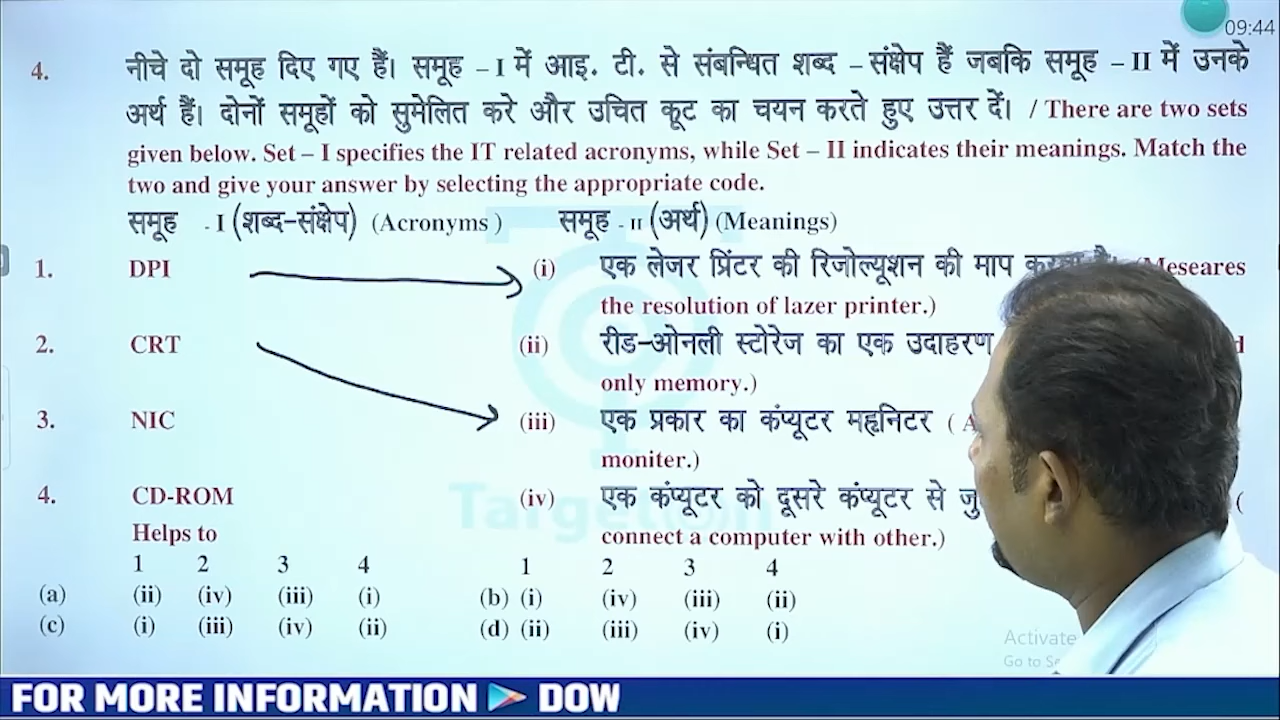 09:44
4. नीचे दो समूह दिए गए हैं। समूह – I में आइ. टी. से संबन्धित शब्द – संक्षेप हैं जबकि समूह – II में उनके
अर्थ हैं। दोनों समूहों को सुमेलित करे और उचित कूट का चयन करते हुए उत्तर दें। / There are two sets
given below. Set – I specifies the IT related acronyms, while Set – II indicates their meanings. Match the
two and give your answer by selecting the appropriate code.
समूह - I (शब्द-संक्षेप) (Acronyms ) समूह - II (अर्थ) (Meanings)
1. DPI (i) एक लेजर प्रिंटर की रिजोल्यूशन की माप (Meseares
the resolution of lazer printer.)
2. CRT (ii) रीड-ओनली स्टोरेज का एक उदाहरण
only memory.)
3. NIC (iii) एक प्रकार का कंप्यूटर महृनिटर ( A
moniter.)
4. CD-ROM (iv) एक कंप्यूटर को दूसरे कंप्यूटर से (
Helps to connect a computer with other.)
1 2 3 4 1 2 3 4
(a) (ii) (iv) (iii) (i) (b) (i) (iv) (iii) (ii)
(c) (i) (iii) (iv) (ii) (d) (ii) (iii) (iv) (i)
Activate
Go to
FOR MORE INFORMATION DOW